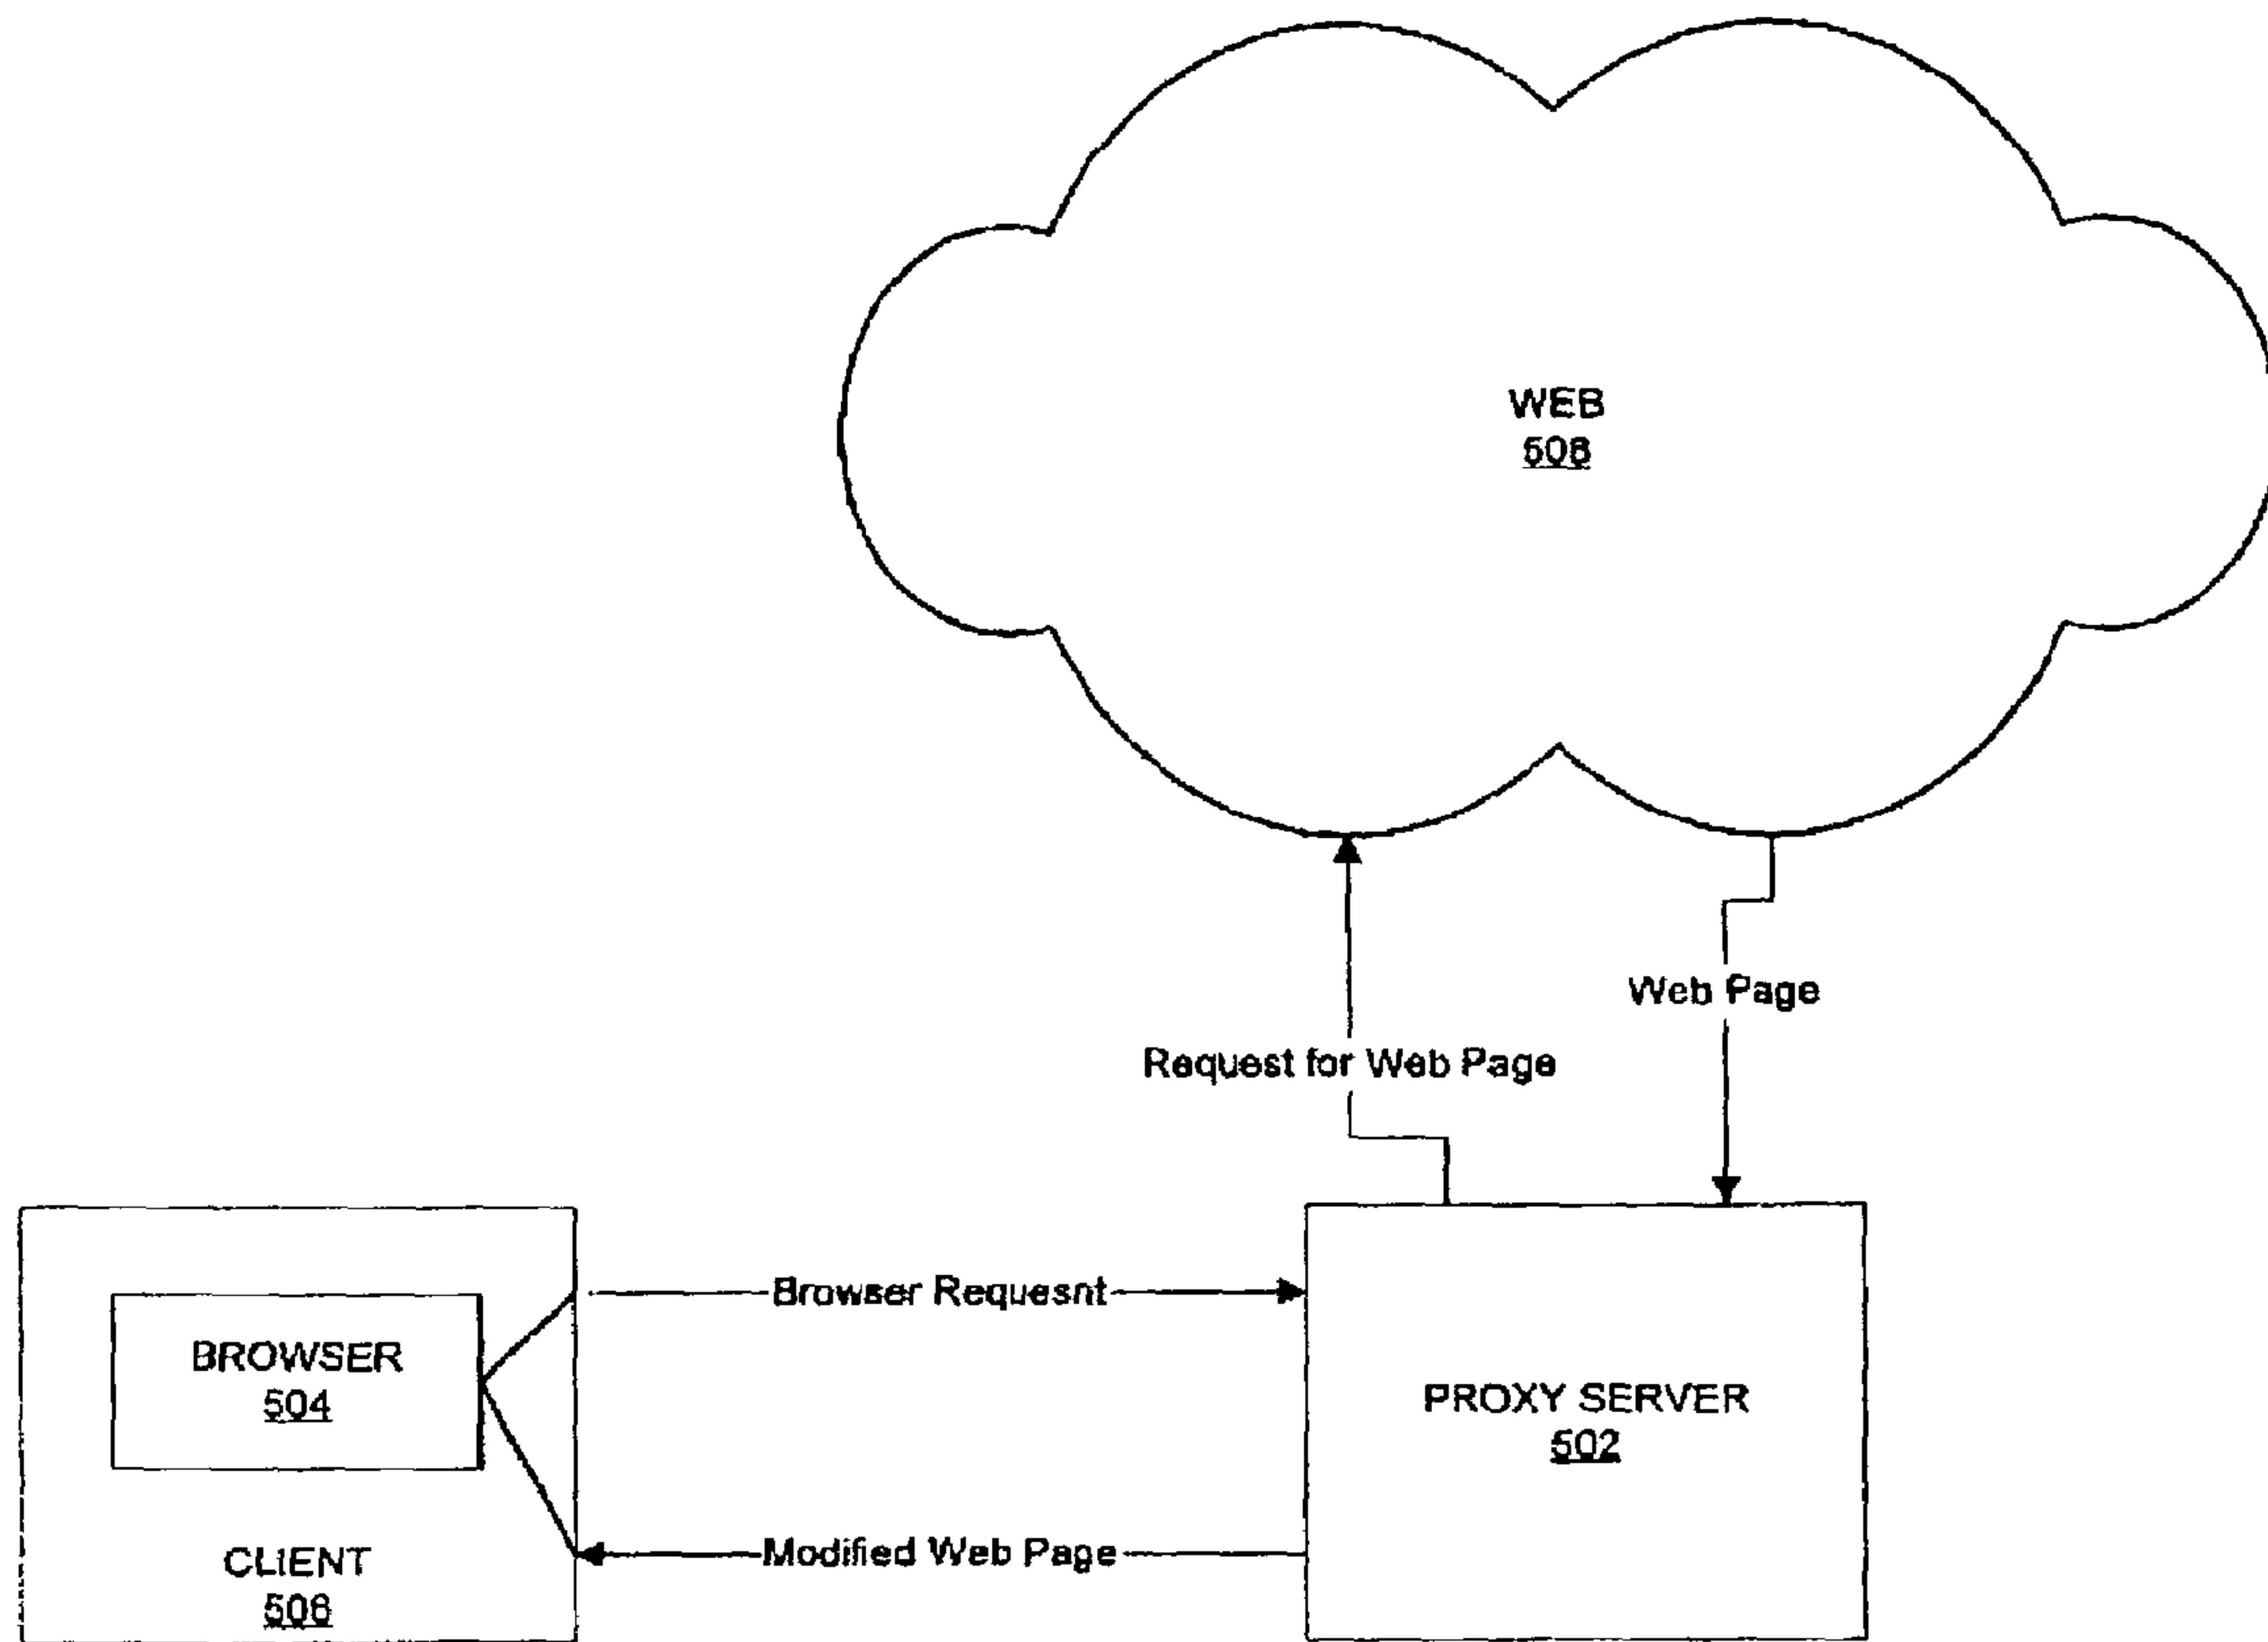 WEB
508
Web Page
Request for Web Page
Browser Requesnt
BROWSER
504
PROXY SERVER
502
Modified Web Page
CLIENT
506